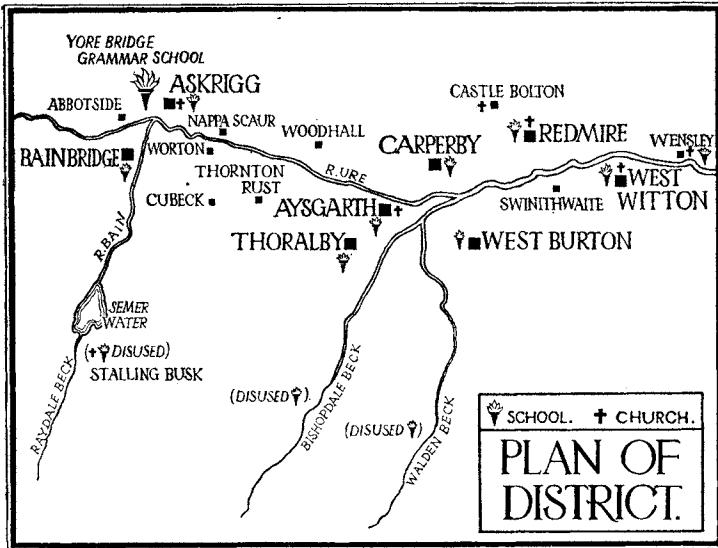 YORE BRIDGE
GRAMMAR SCHOOL
ASKRIGG
ABBOTSIDE
NAPPA SCAUR
CASTLE BOLTON
WOODHALL
REDMIRE
BAINBRIDGE
WORTON
CARPERBY
WENSLEY
THORNTON
RUST
R. URE
WEST
WITTON
CUBECK
AYSGARTH
SWINITHWAITE
THORALBY
WEST BURTON
R. BAIN
SEMER
WATER
(DISUSED)
STALLING BUSK
RAYDALE BECK
(DISUSED).
BISHOPDALE BECK
(DISUSED)
WALDEN BECK
SCHOOL. CHURCH.
PLAN OF
DISTRICT.